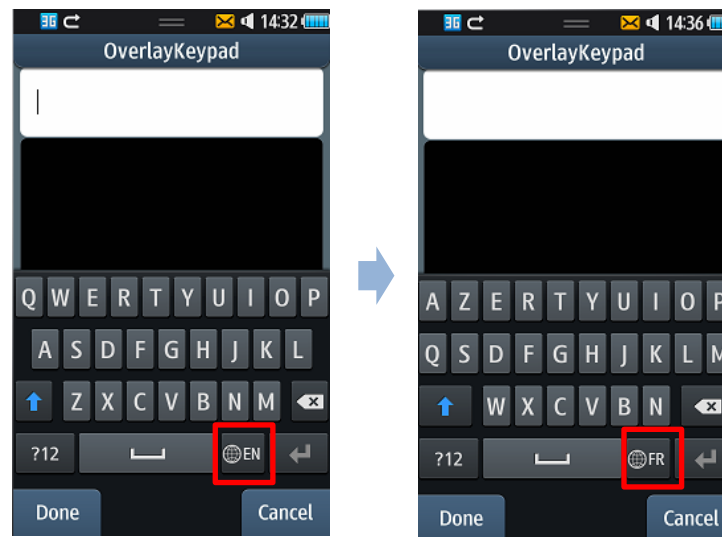 3G 14:32
OverlayKeypad
Q W E R T Y U I O P
A S D F G H J K L
Z X C V B N M
?12 EN
Done Cancel
3G 14:36
OverlayKeypad
A Z E R T Y U I O P
Q S D F G H J K L M
W X C V B N
?12 FR
Done Cancel